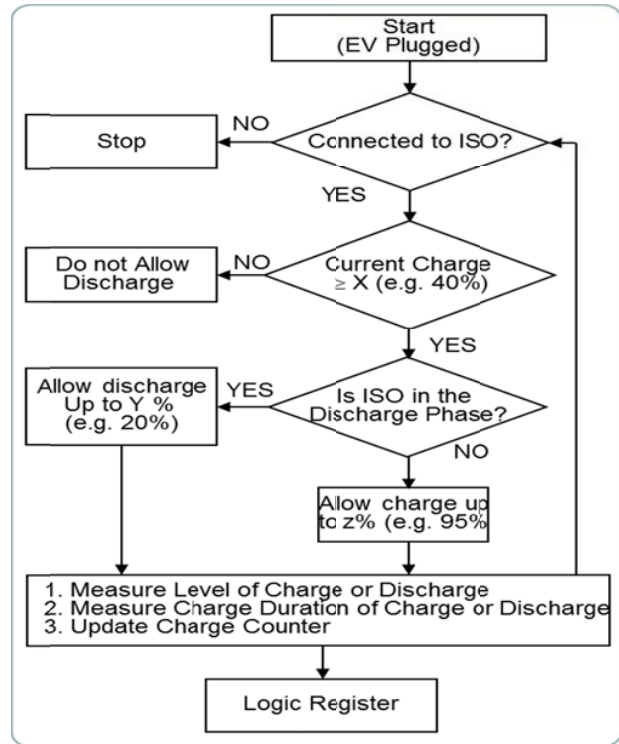 Start
(EV Plugged)
NO
Stop
Connected to ISO?
YES
Do not Allow
Discharge
NO
Current Charge
≥ X (e.g. 40%)
YES
Allow discharge
Up to Y %
(e.g. 20%)
YES
Is ISO in the
Discharge Phase?
NO
Allow charge up
to z% (e.g. 95%
1. Measure Level of Charge or Discharge
2. Measure Charge Duration of Charge or Discharge
3. Update Charge Counter
Logic Register